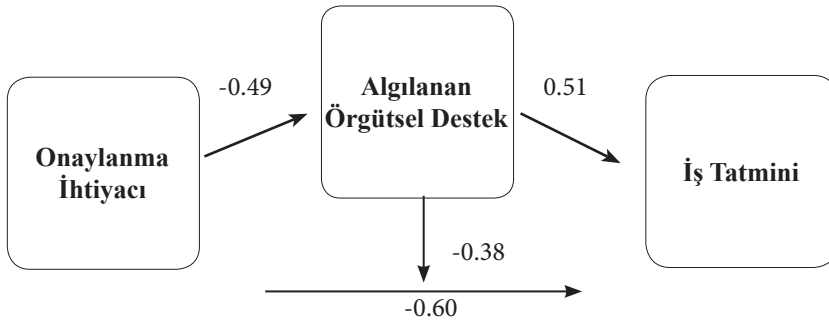 -0.49
Algılanan
Örgütsel Destek
0.51
Onaylanma
İhtiyacı
İş Tatmini
-0.38
-0.60